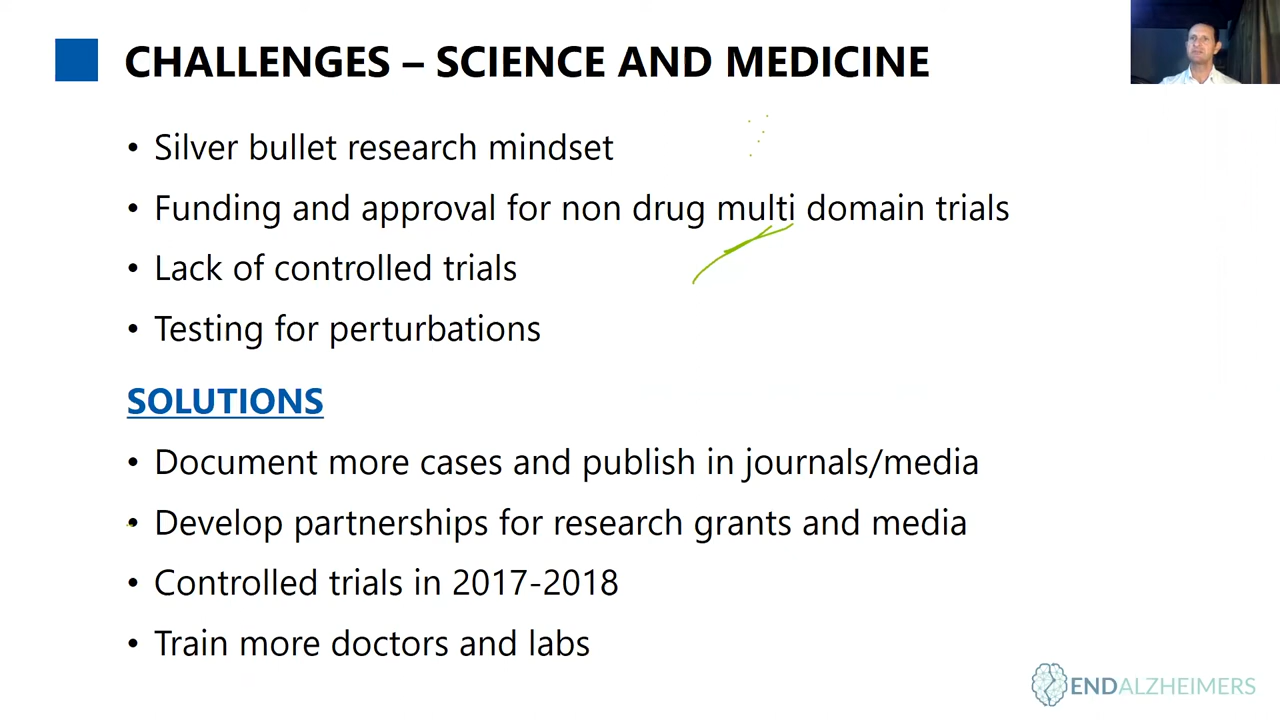 CHALLENGES – SCIENCE AND MEDICINE
• Silver bullet research mindset
• Funding and approval for non drug multi domain trials
• Lack of controlled trials
• Testing for perturbations
SOLUTIONS
• Document more cases and publish in journals/media
• Develop partnerships for research grants and media
• Controlled trials in 2017-2018
• Train more doctors and labs
ENDALZHEIMERS